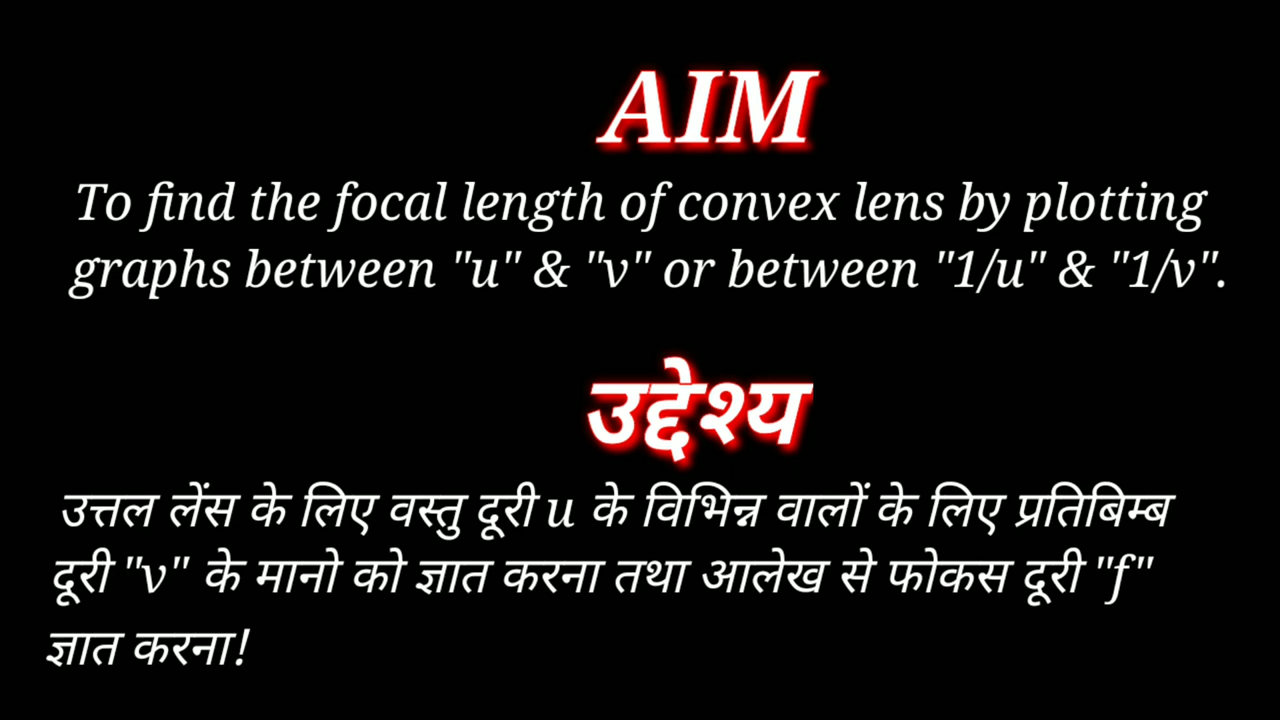 AIM
To find the focal length of convex lens by plotting
graphs between "u" & "v" or between "1/u" & "1/v".
उद्देश्य
उत्तल लेंस के लिए वस्तु दूरी u के विभिन्न वालों के लिए प्रतिबिम्ब
दूरी "v" के मानो को ज्ञात करना तथा आलेख से फोकस दूरी "f"
ज्ञात करना!